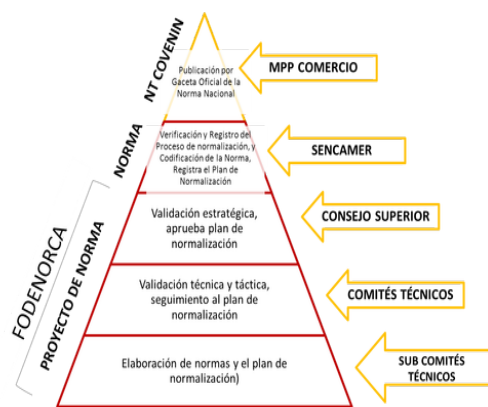 MPP COMERCIO
Publicación por
Gaceta Oficial de la
Norma Nacional
NT COVENIN
Verificación y Registro del
Proceso de normalización, y
Codificación de la Norma,
Registra el Plan de
Normalización
SENCAMER
NORMA
Validación estratégica,
aprueba plan de
normalización
CONSEJO SUPERIOR
FODENORCA
PROYECTO DE NORMA
Validación técnica y táctica,
seguimiento al plan de
normalización
COMITÉS TÉCNICOS
Elaboración de normas y el plan de
normalización)
SUB COMITÉS
TÉCNICOS